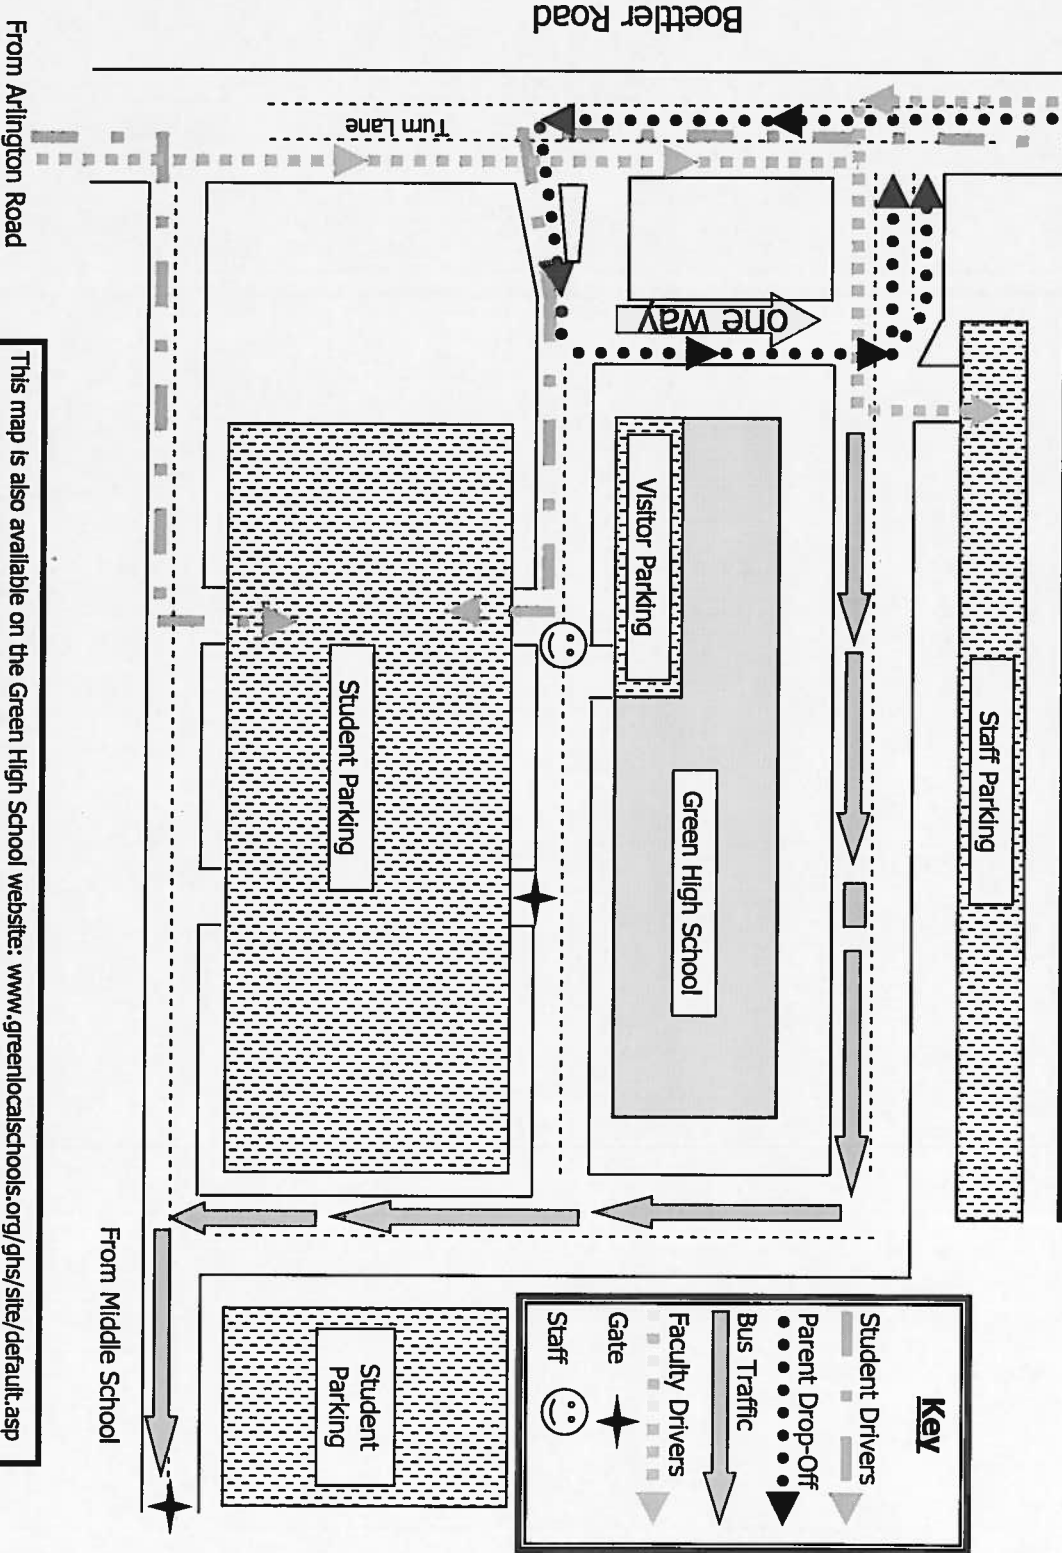 Boettler Road
From Arlington Road
Turn Lane
one way
Visitor Parking
Green High School
Staff Parking
Student Parking
Student
Parking
From Middle School
Key
Student Drivers
Parent Drop-Off
Bus Traffic
Faculty Drivers
Gate
Staff
This map is also available on the Green High School website: www.greenlocalschools.org/ghs/site/default.asp